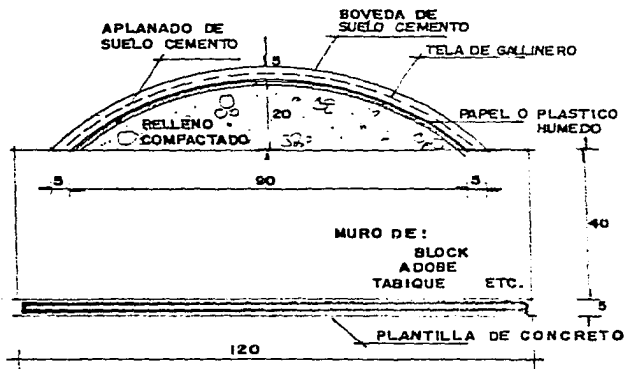 APLANADO DE
SUELO CEMENTO
BOVEDA DE
SUELO CEMENTO
TELA DE GALLINERO
5
RELLENO
COMPACTADO
20
PAPEL O PLASTICO
HUMEDO
5
90
5
40
MURO DE:
BLOCK
ADOBE
TABIQUE ETC.
5
PLANTILLA DE CONCRETO
120